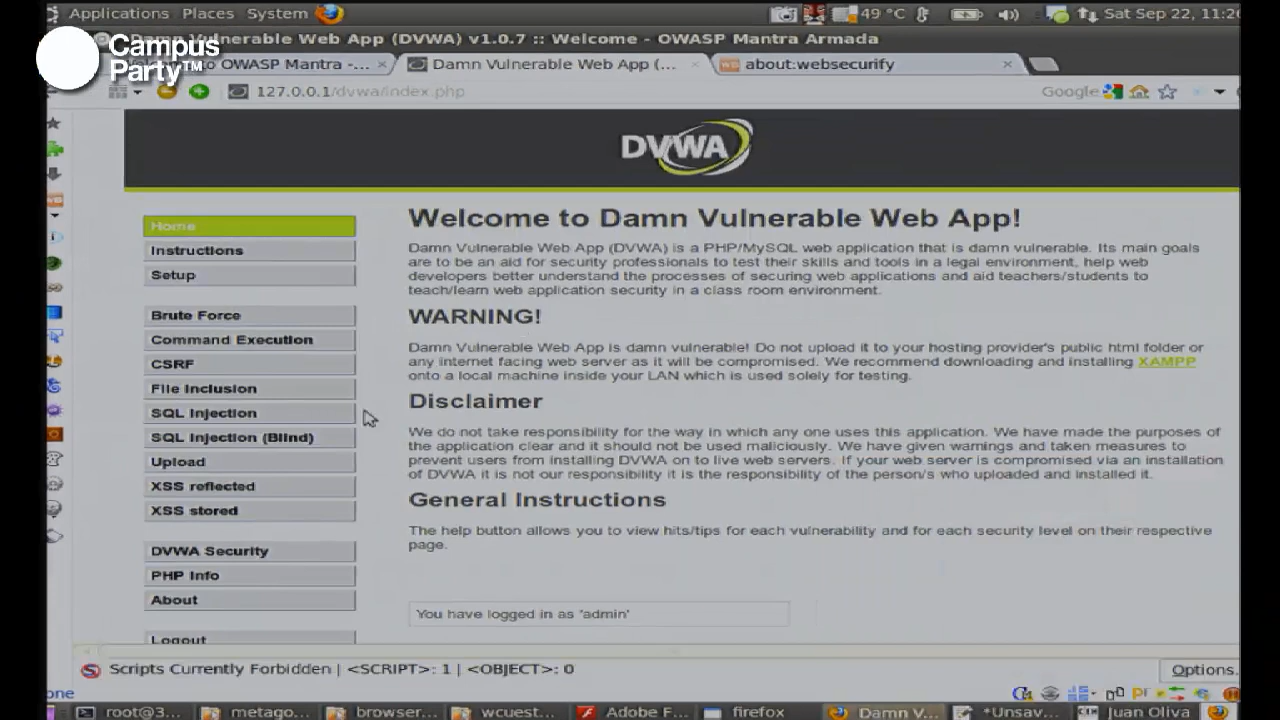 Applications Places System 49 °C Sat Sep 22, 11:20
Campus
Party™
Damn Vulnerable Web App (DVWA) v1.0.7 :: Welcome - OWASP Mantra Armada
to OWASP Mantra -... Damn Vulnerable Web App (... about:websecurify
127.0.0.1/dvwa/index.php Google
DVWA
Home
Instructions
Setup
Brute Force
Command Execution
CSRF
File Inclusion
SQL Injection
SQL Injection (Blind)
Upload
XSS reflected
XSS stored
DVWA Security
PHP Info
About
Logout
Welcome to Damn Vulnerable Web App!
Damn Vulnerable Web App (DVWA) is a PHP/MySQL web application that is damn vulnerable. Its main goals
are to be an aid for security professionals to test their skills and tools in a legal environment, help web
developers better understand the processes of securing web applications and aid teachers/students to
teach/learn web application security in a class room environment.
WARNING!
Damn Vulnerable Web App is damn vulnerable! Do not upload it to your hosting provider's public html folder or
any internet facing web server as it will be compromised. We recommend downloading and installing XAMPP
onto a local machine inside your LAN which is used solely for testing.
Disclaimer
We do not take responsibility for the way in which any one uses this application. We have made the purposes of
the application clear and it should not be used maliciously. We have given warnings and taken measures to
prevent users from installing DVWA on to live web servers. If your web server is compromised via an installation
of DVWA it is not our responsibility it is the responsibility of the person/s who uploaded and installed it.
General Instructions
The help button allows you to view hits/tips for each vulnerability and for each security level on their respective
page.
You have logged in as 'admin'
Scripts Currently Forbidden | <SCRIPT>: 1 | <OBJECT>: 0 Options.
one
root@3... metago... browser... wcuest... Adobe F... firefox Damn V... *Unsav... Juan Oliva